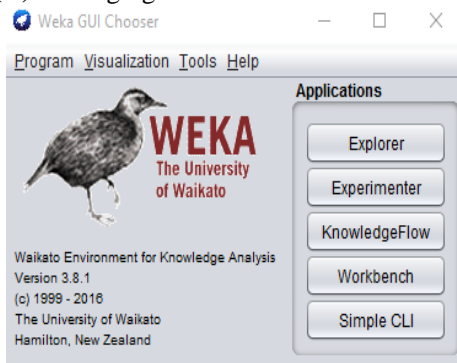 Weka GUI Chooser
Program Visualization Tools Help
Applications
WEKA
The University
of Waikato
Explorer
Experimenter
KnowledgeFlow
Workbench
Simple CLI
Waikato Environment for Knowledge Analysis
Version 3.8.1
(c) 1999 - 2016
The University of Waikato
Hamilton, New Zealand